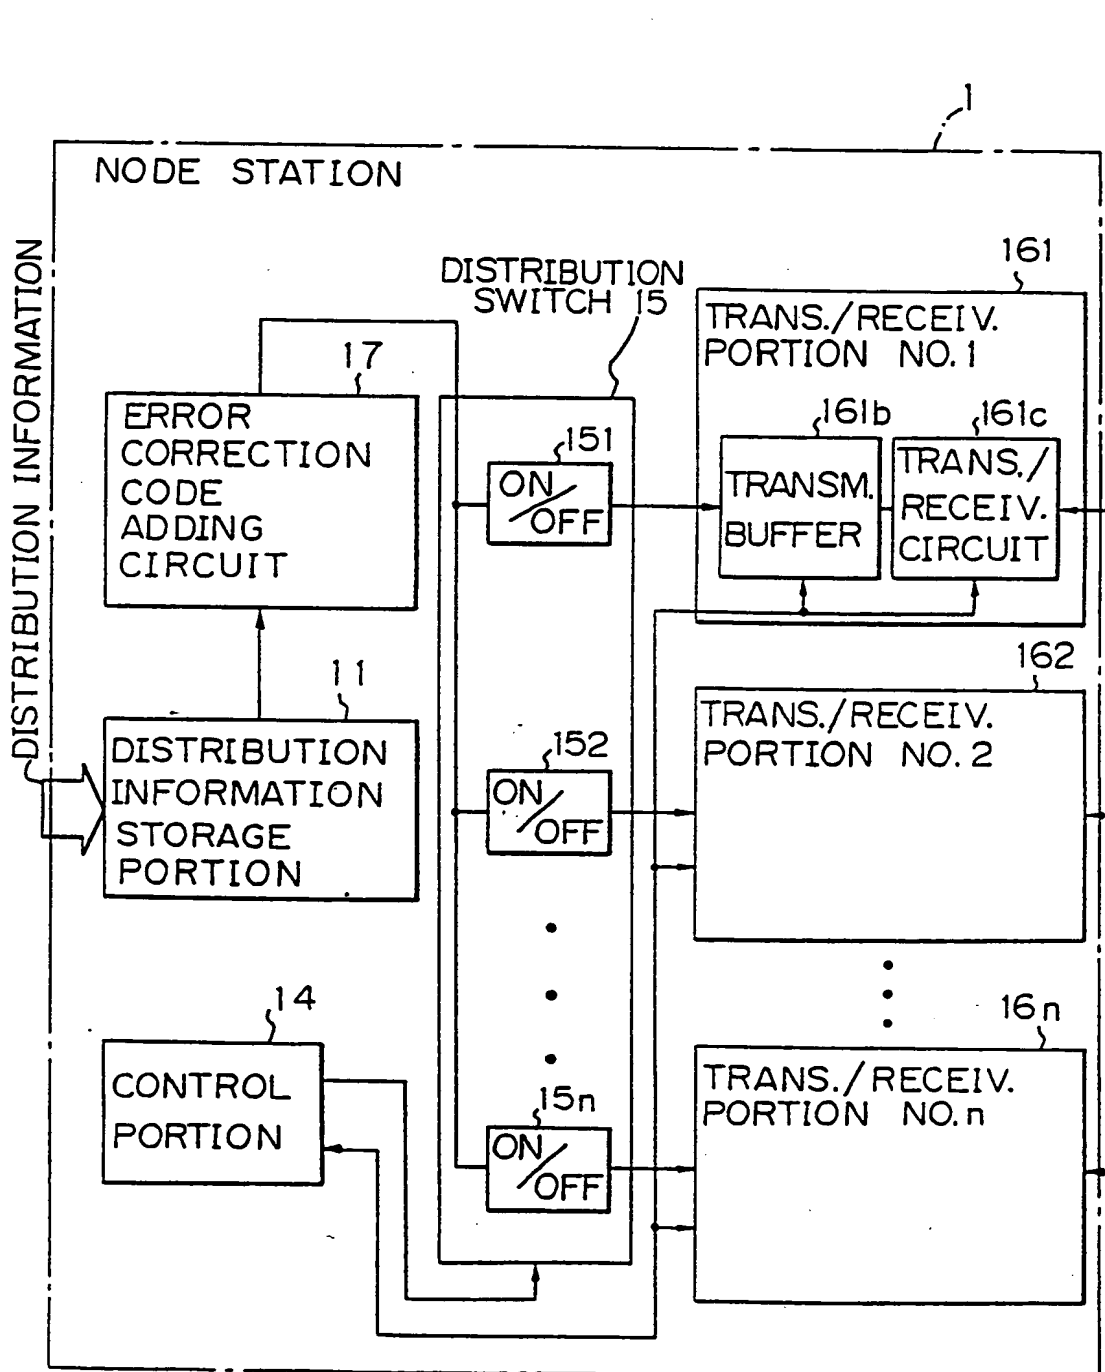 1
NODE STATION
DISTRIBUTION INFORMATION
DISTRIBUTION
SWITCH 15
161
TRANS./RECEIV.
PORTION NO.1
17
ERROR
CORRECTION
CODE
ADDING
CIRCUIT
151
ON/OFF
161b
TRANSM.
BUFFER
161c
TRANS./
RECEIV.
CIRCUIT
11
DISTRIBUTION
INFORMATION
STORAGE
PORTION
152
ON/OFF
162
TRANS./RECEIV.
PORTION NO.2
14
CONTROL
PORTION
15n
ON/OFF
16n
TRANS./RECEIV.
PORTION NO.n